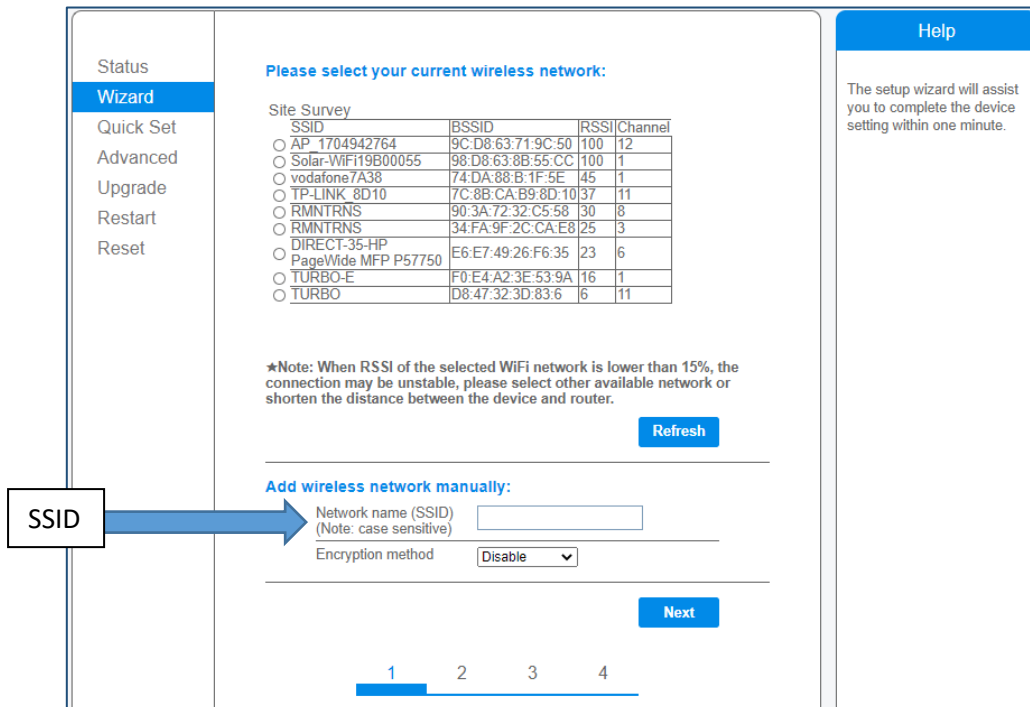 Help
Status
Wizard
Quick Set
Advanced
Upgrade
Restart
Reset
Please select your current wireless network:
Site Survey
SSID BSSID RSSI Channel
AP_1704942764 9C:D8:63:71:9C:50 100 12
Solar-WiFi19B00055 98:D8:63:8B:55:CC 100 1
vodafone7A38 74:DA:88:B:1F:5E 45 1
TP-LINK_8D10 7C:8B:CA:B9:8D:10 37 11
RMNTRNS 90:3A:72:32:C5:58 30 8
RMNTRNS 34:FA:9F:2C:CA:E8 25 3
DIRECT-35-HP
PageWide MFP P57750 E6:E7:49:26:F6:35 23 6
TURBO-E F0:E4:A2:3E:53:9A 16 1
TURBO D8:47:32:3D:83:6 6 11
★Note: When RSSI of the selected WiFi network is lower than 15%, the
connection may be unstable, please select other available network or
shorten the distance between the device and router.
Refresh
Add wireless network manually:
SSID
Network name (SSID)
(Note: case sensitive)
Encryption method Disable
Next
1 2 3 4
The setup wizard will assist
you to complete the device
setting within one minute.